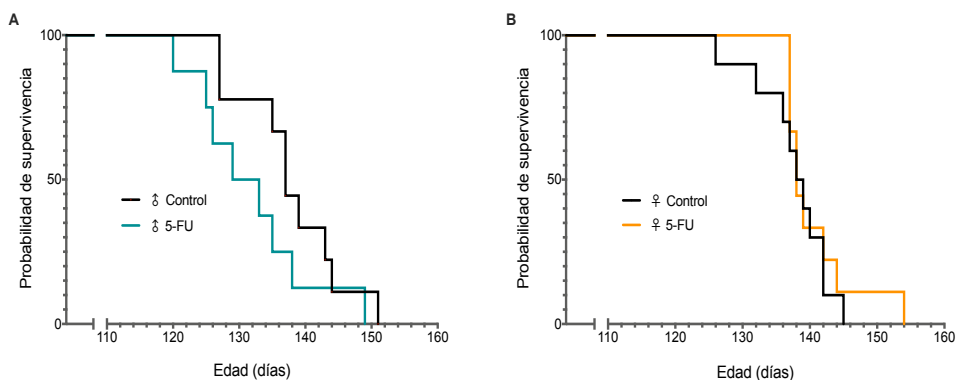 A
Probabilidad de supervivencia
100
50
0
♂ Control
♂ 5-FU
110 120 130 140 150 160
Edad (días)
B
Probabilidad de supervivencia
100
50
0
♀ Control
♀ 5-FU
110 120 130 140 150 160
Edad (días)